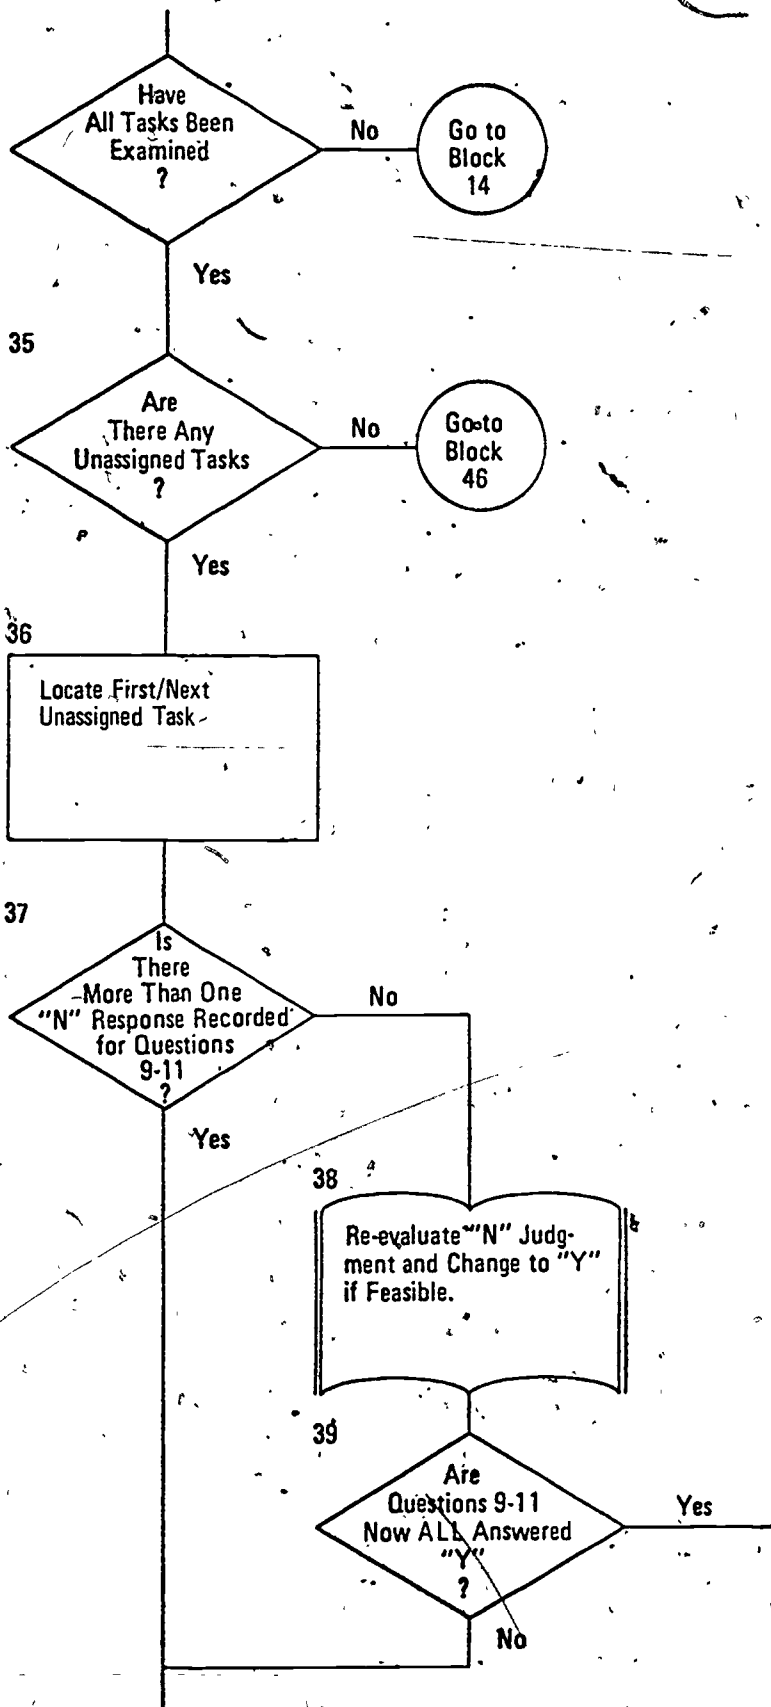 Have
All Tasks Been
Examined
?
No
Go to
Block
14
Yes
35
Are
There Any
Unassigned Tasks
?
No
Go to
Block
46
Yes
36
Locate First/Next
Unassigned Task
37
Is
There
More Than One
"N" Response Recorded
for Questions
9-11
?
No
Yes
38
Re-evaluate "N" Judg-
ment and Change to "Y"
if Feasible.
39
Are
Questions 9-11
Now ALL Answered
"Y"
?
Yes
No